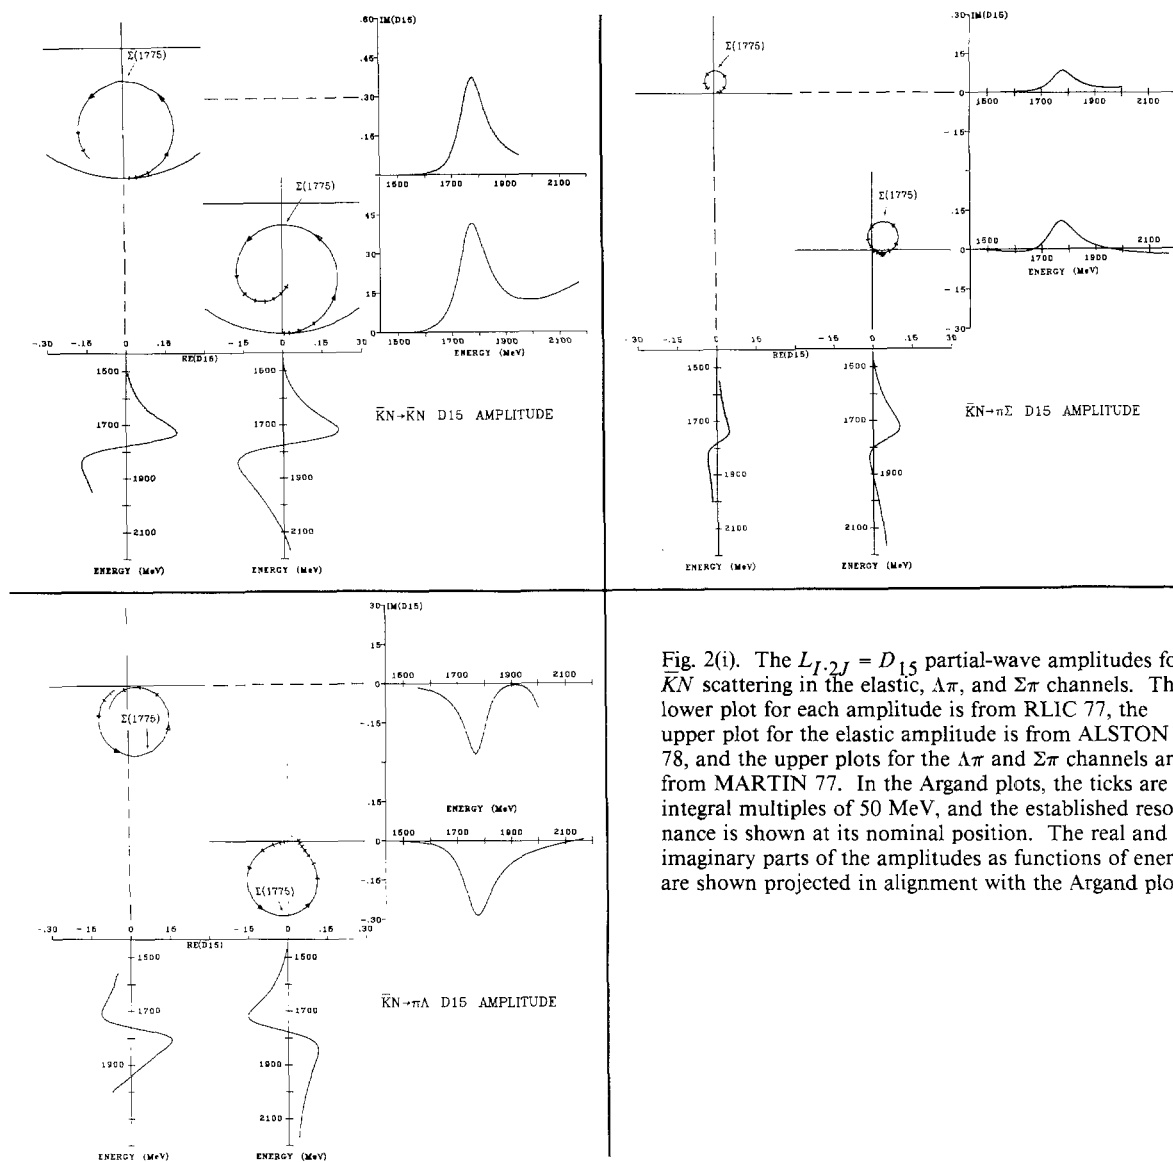 .60 IM(D15)
Σ(1775)
.45
.30
.15
1500 1700 1900 2100
Σ(1775)
45
30
15
0
1500 1700 1900 2100
ENERGY (MeV)
-.30 -.15 0 .15 .30
RE(D15)
1500
1700
1900
2100
ENERGY (MeV)
1500
1700
1900
2100
ENERGY (MeV)
K̅N→K̅N D15 AMPLITUDE
.30 IM(D15)
Σ(1775)
15
0
1500 1700 1900 2100
-15
Σ(1775)
.15
0
1500 1700 1900 2100
ENERGY (MeV)
-.15
-.30
-.30 -.15 0 .15 .30
RE(D15)
1500
1700
1900
2100
ENERGY (MeV)
1500
1700
1900
2100
ENERGY (MeV)
K̅N→πΣ D15 AMPLITUDE
30 IM(D15)
15
0
1500 1700 1900 2100
-.15
Σ(1775)
ENERGY (MeV)
.15
0
1500 1700 1900 2100
-.15
-.30
Σ(1775)
-.30 -.15 0 .15 .30
RE(D15)
1500
1700
1900
2100
ENERGY (MeV)
1500
1700
1900
2100
ENERGY (MeV)
K̅N→πΛ D15 AMPLITUDE
Fig. 2(i). The L_{I·2J} = D_{15} partial-wave amplitudes fo
K̅N scattering in the elastic, Λπ, and Σπ channels. Th
lower plot for each amplitude is from RLIC 77, the
upper plot for the elastic amplitude is from ALSTON
78, and the upper plots for the Λπ and Σπ channels ar
from MARTIN 77. In the Argand plots, the ticks are
integral multiples of 50 MeV, and the established reso
nance is shown at its nominal position. The real and
imaginary parts of the amplitudes as functions of ener
are shown projected in alignment with the Argand plo